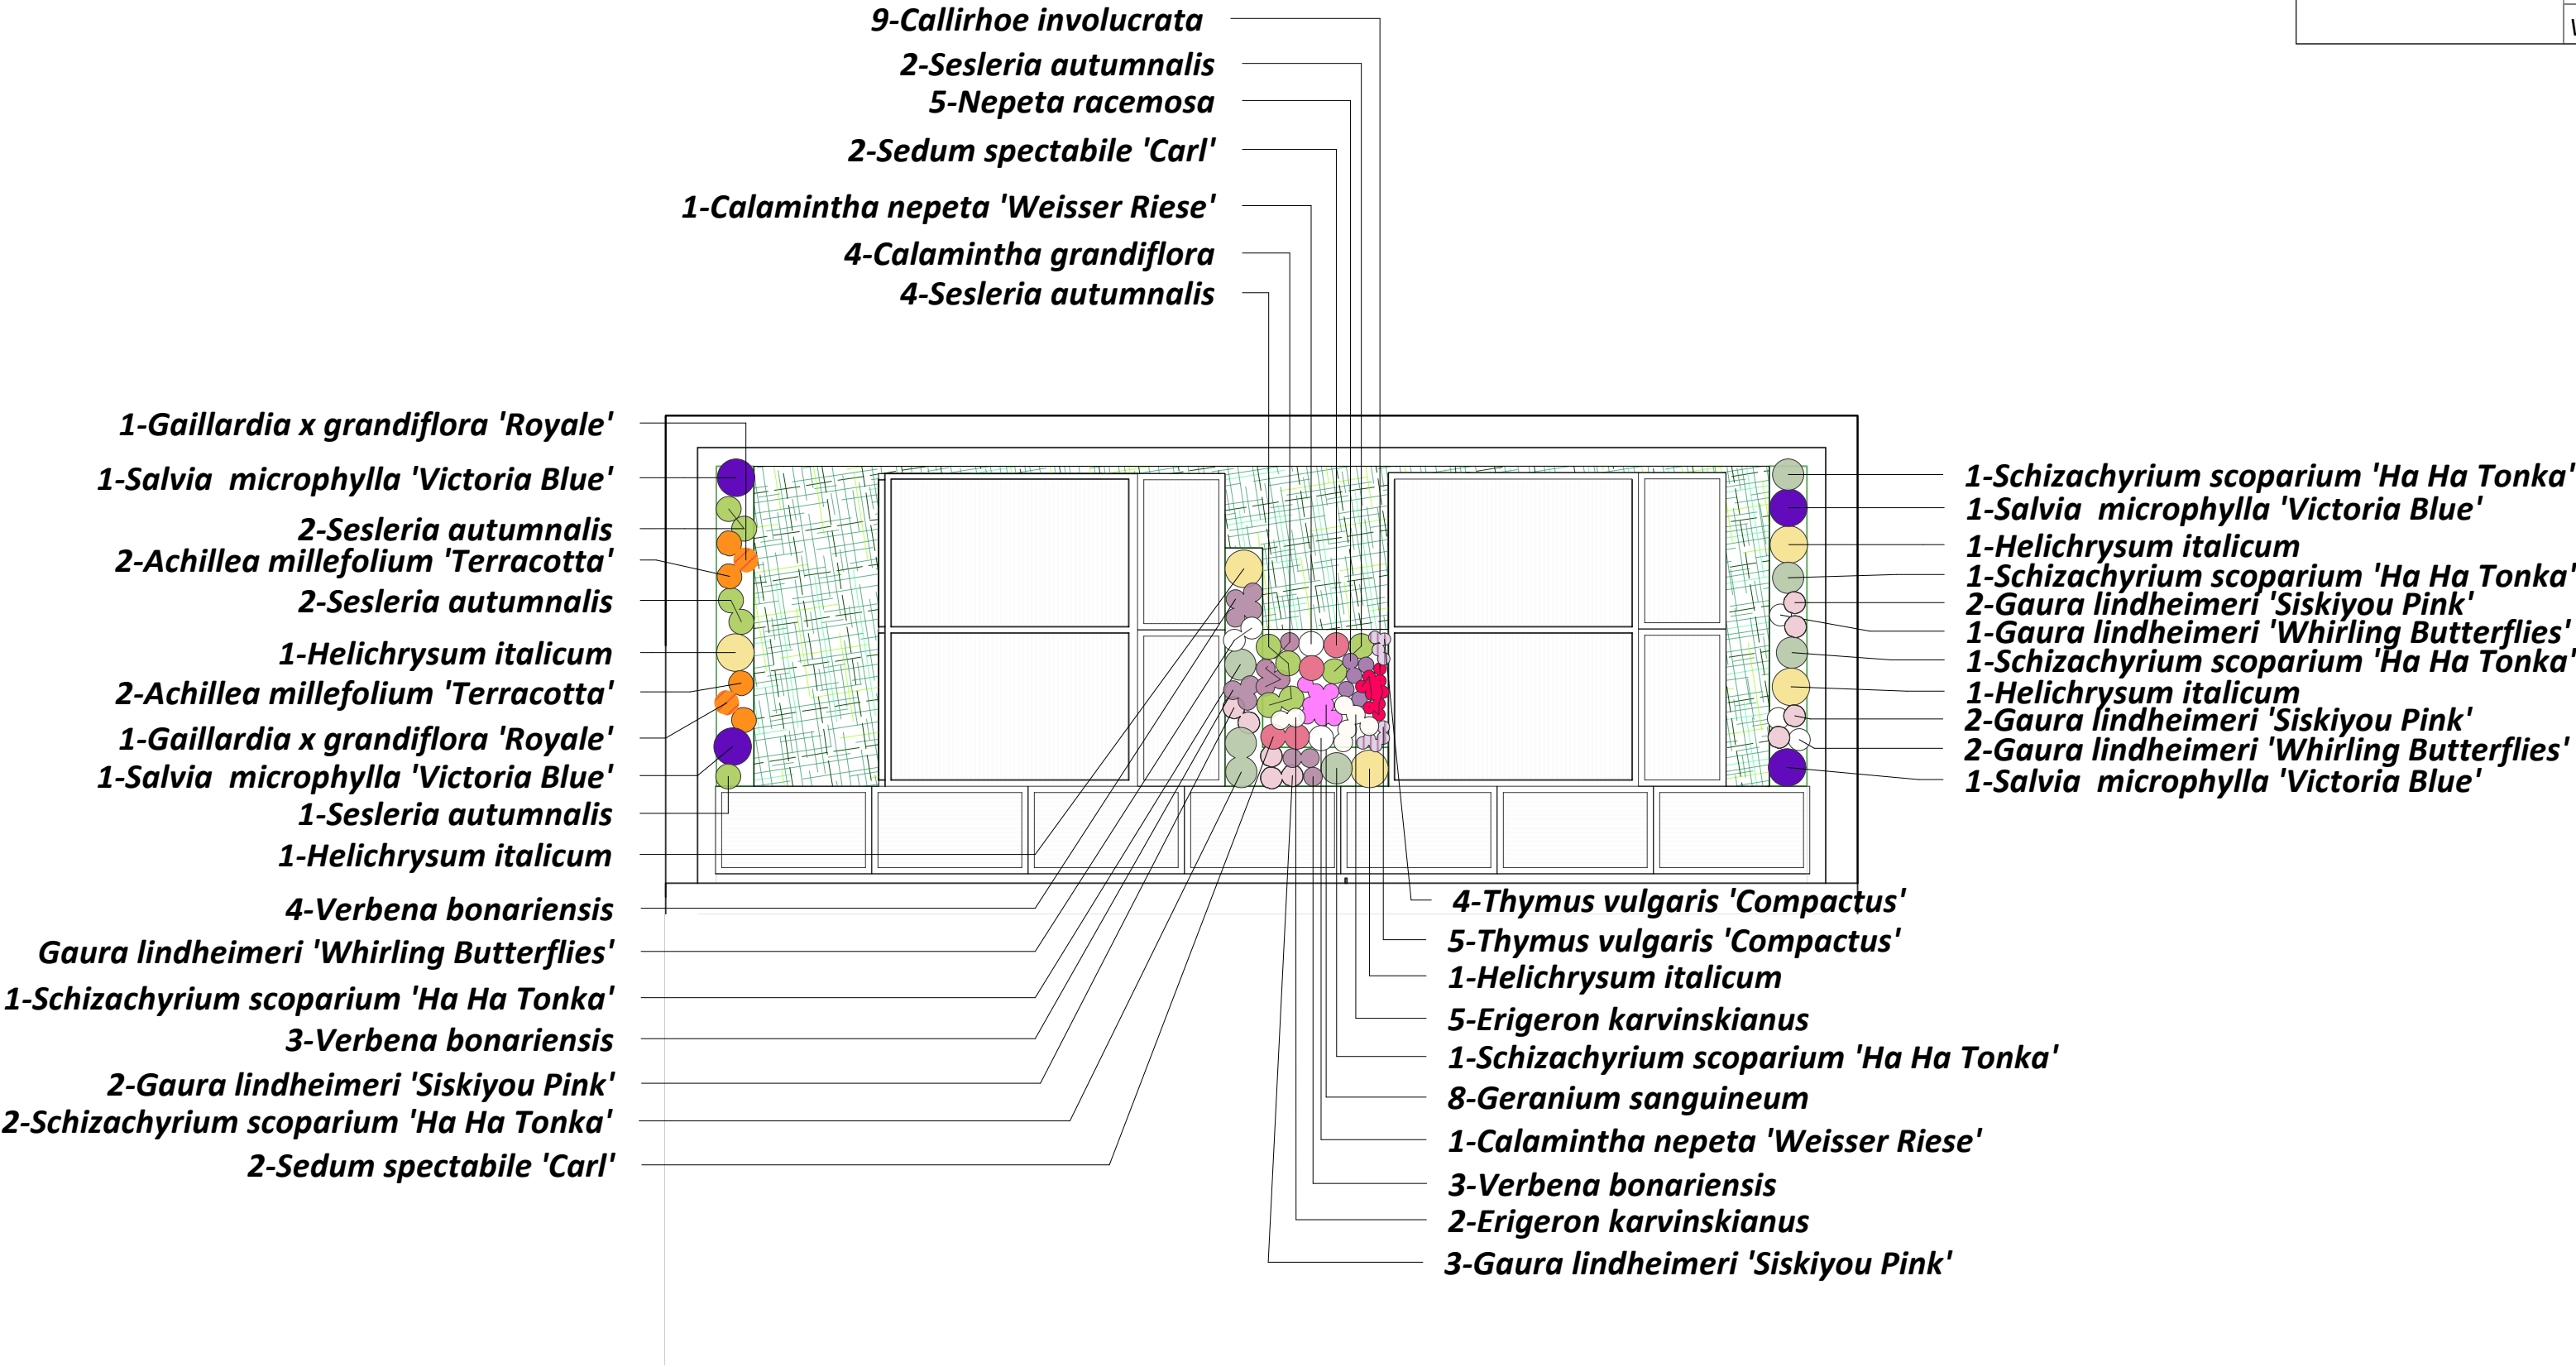 9-Callirhoe involucrata
2-Sesleria autumnalis
5-Nepeta racemosa
2-Sedum spectabile 'Carl'
1-Calamintha nepeta 'Weisser Riese'
4-Calamintha grandiflora
4-Sesleria autumnalis
1-Gaillardia x grandiflora 'Royale'
1-Salvia  microphylla 'Victoria Blue'
2-Sesleria autumnalis
2-Achillea millefolium 'Terracotta'
2-Sesleria autumnalis
1-Helichrysum italicum
2-Achillea millefolium 'Terracotta'
1-Gaillardia x grandiflora 'Royale'
1-Salvia  microphylla 'Victoria Blue'
1-Sesleria autumnalis
1-Helichrysum italicum
4-Verbena bonariensis
Gaura lindheimeri 'Whirling Butterflies'
1-Schizachyrium scoparium 'Ha Ha Tonka'
3-Verbena bonariensis
2-Gaura lindheimeri 'Siskiyou Pink'
2-Schizachyrium scoparium 'Ha Ha Tonka'
2-Sedum spectabile 'Carl'
1-Schizachyrium scoparium 'Ha Ha Tonka'
1-Salvia  microphylla 'Victoria Blue'
1-Helichrysum italicum
1-Schizachyrium scoparium 'Ha Ha Tonka'
2-Gaura lindheimeri 'Siskiyou Pink'
1-Gaura lindheimeri 'Whirling Butterflies'
1-Schizachyrium scoparium 'Ha Ha Tonka'
1-Helichrysum italicum
2-Gaura lindheimeri 'Siskiyou Pink'
2-Gaura lindheimeri 'Whirling Butterflies'
1-Salvia  microphylla 'Victoria Blue'
4-Thymus vulgaris 'Compactus'
5-Thymus vulgaris 'Compactus'
1-Helichrysum italicum
5-Erigeron karvinskianus
1-Schizachyrium scoparium 'Ha Ha Tonka'
8-Geranium sanguineum
1-Calamintha nepeta 'Weisser Riese'
3-Verbena bonariensis
2-Erigeron karvinskianus
3-Gaura lindheimeri 'Siskiyou Pink'